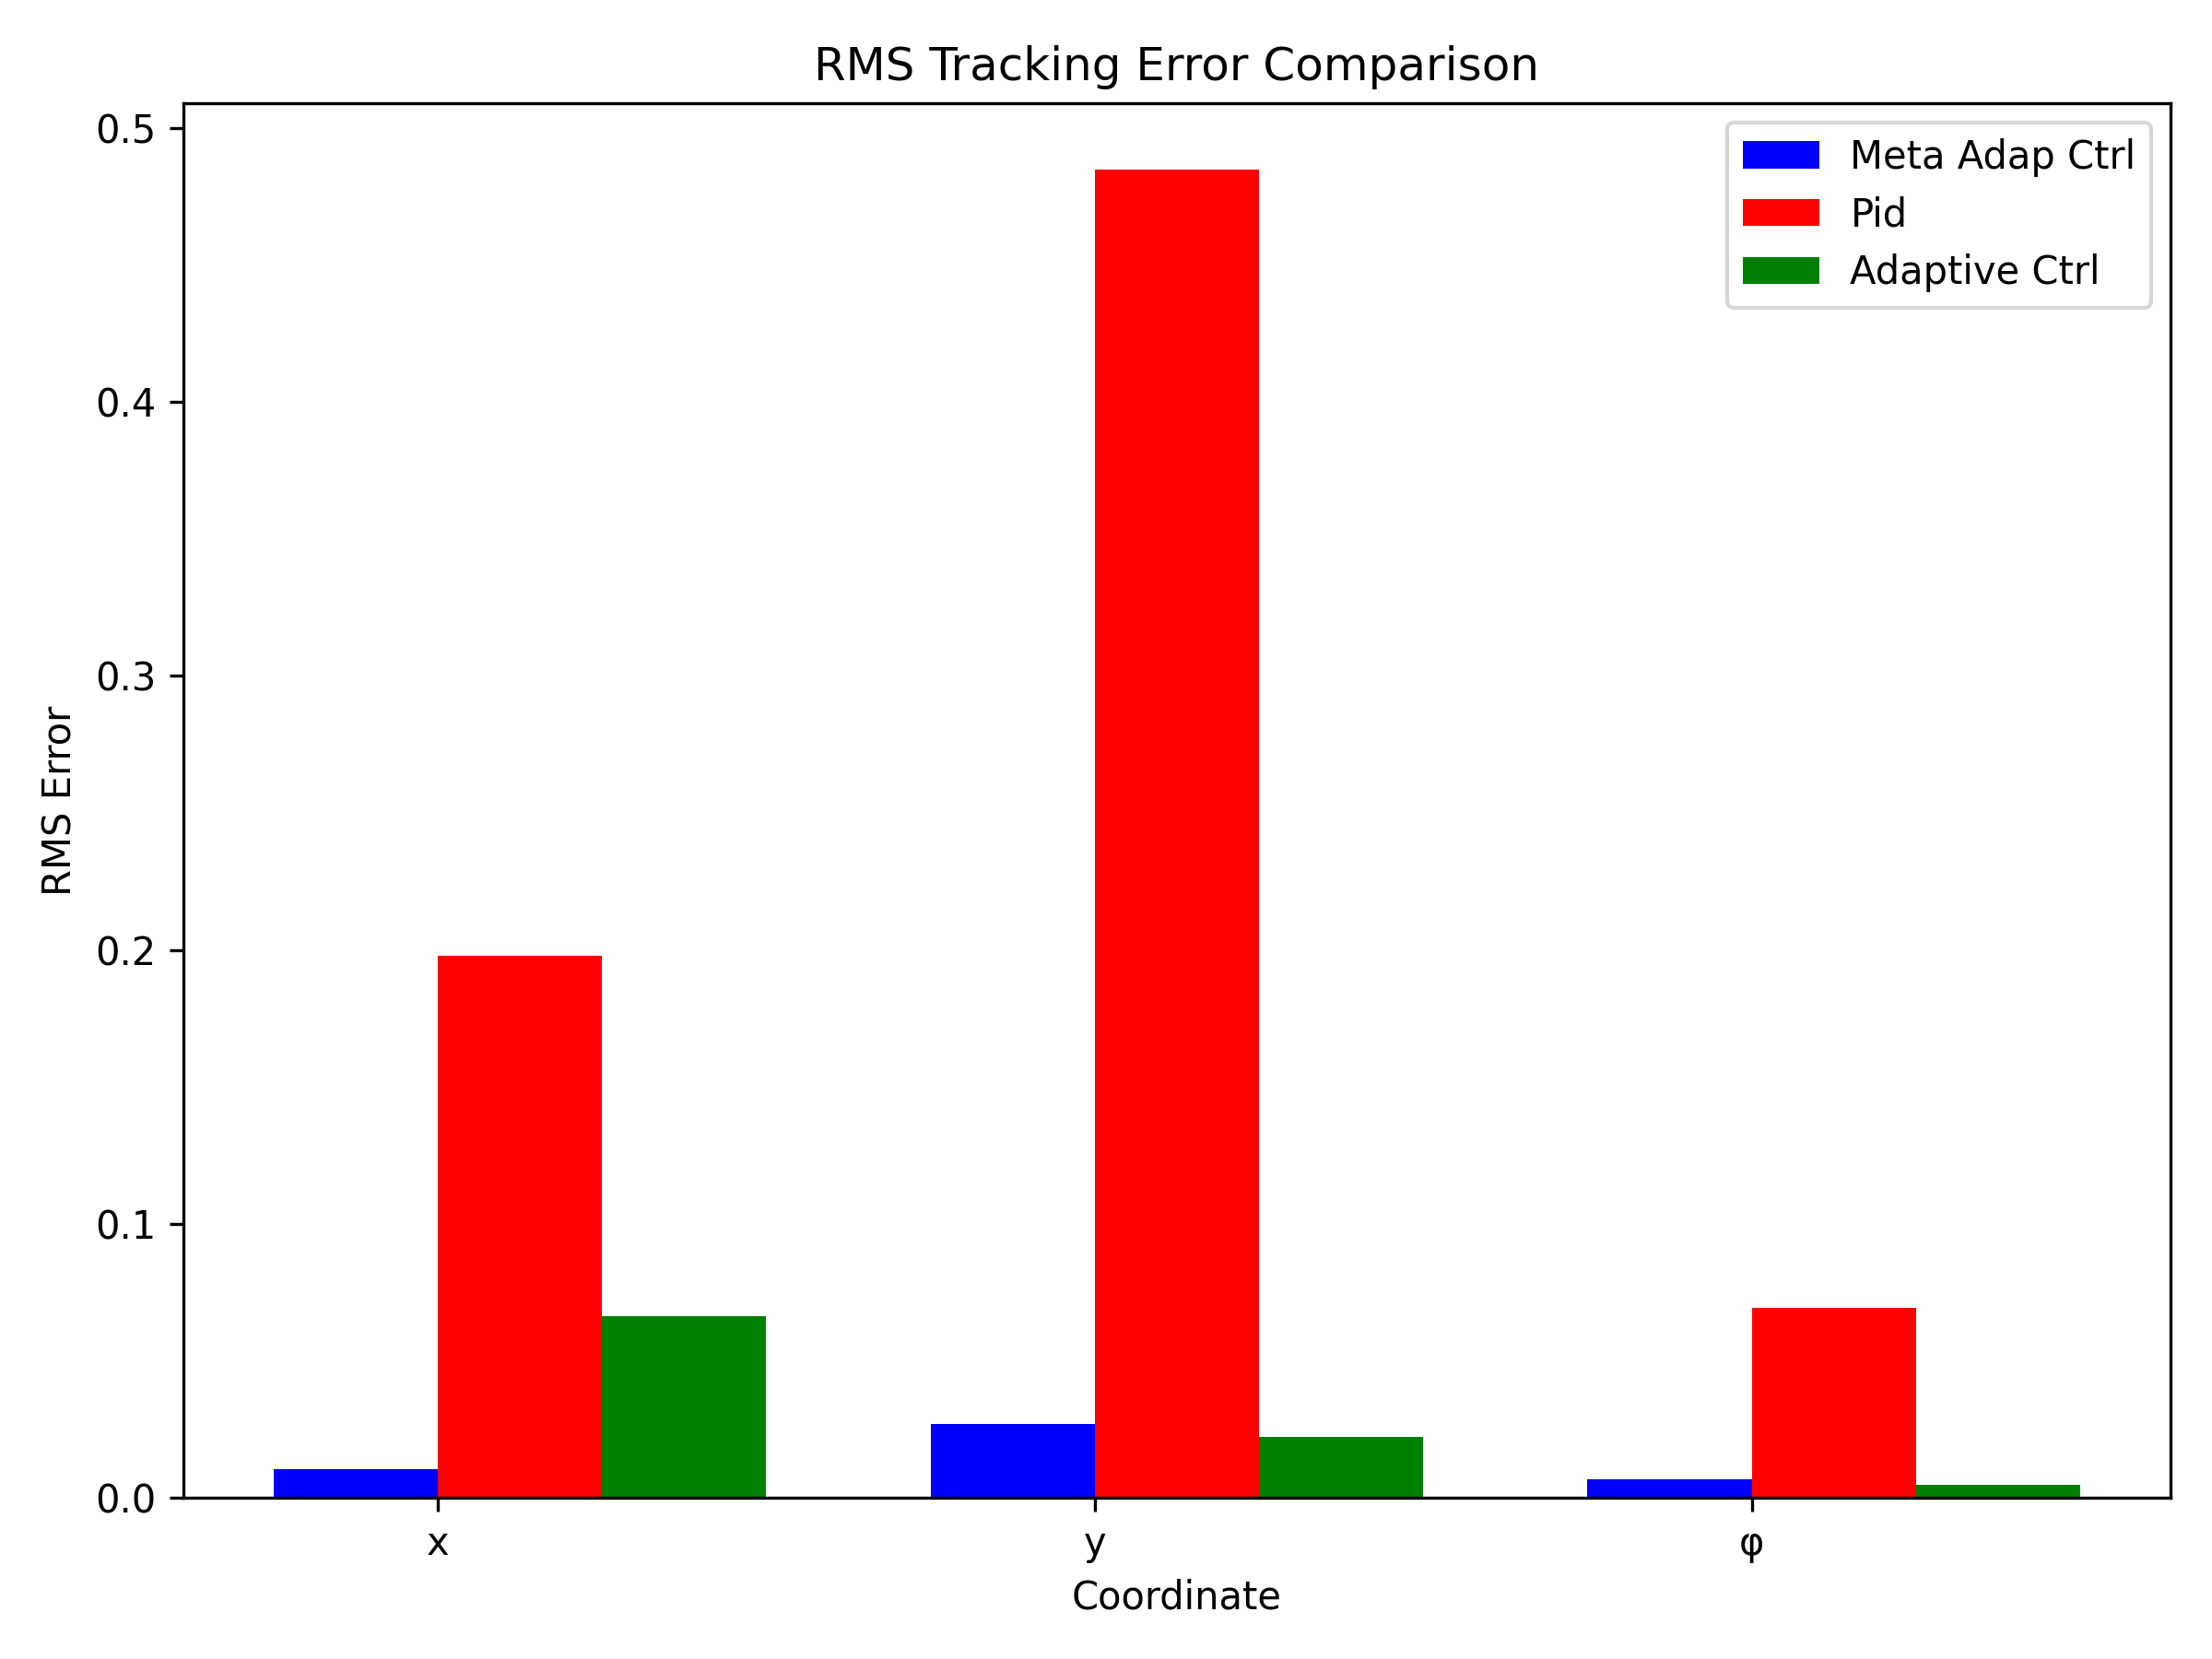 RMS Tracking Error Comparison
Meta Adap Ctrl
Pid
Adaptive Ctrl
RMS Error
0.5
0.4
0.3
0.2
0.1
0.0
x
y
φ
Coordinate